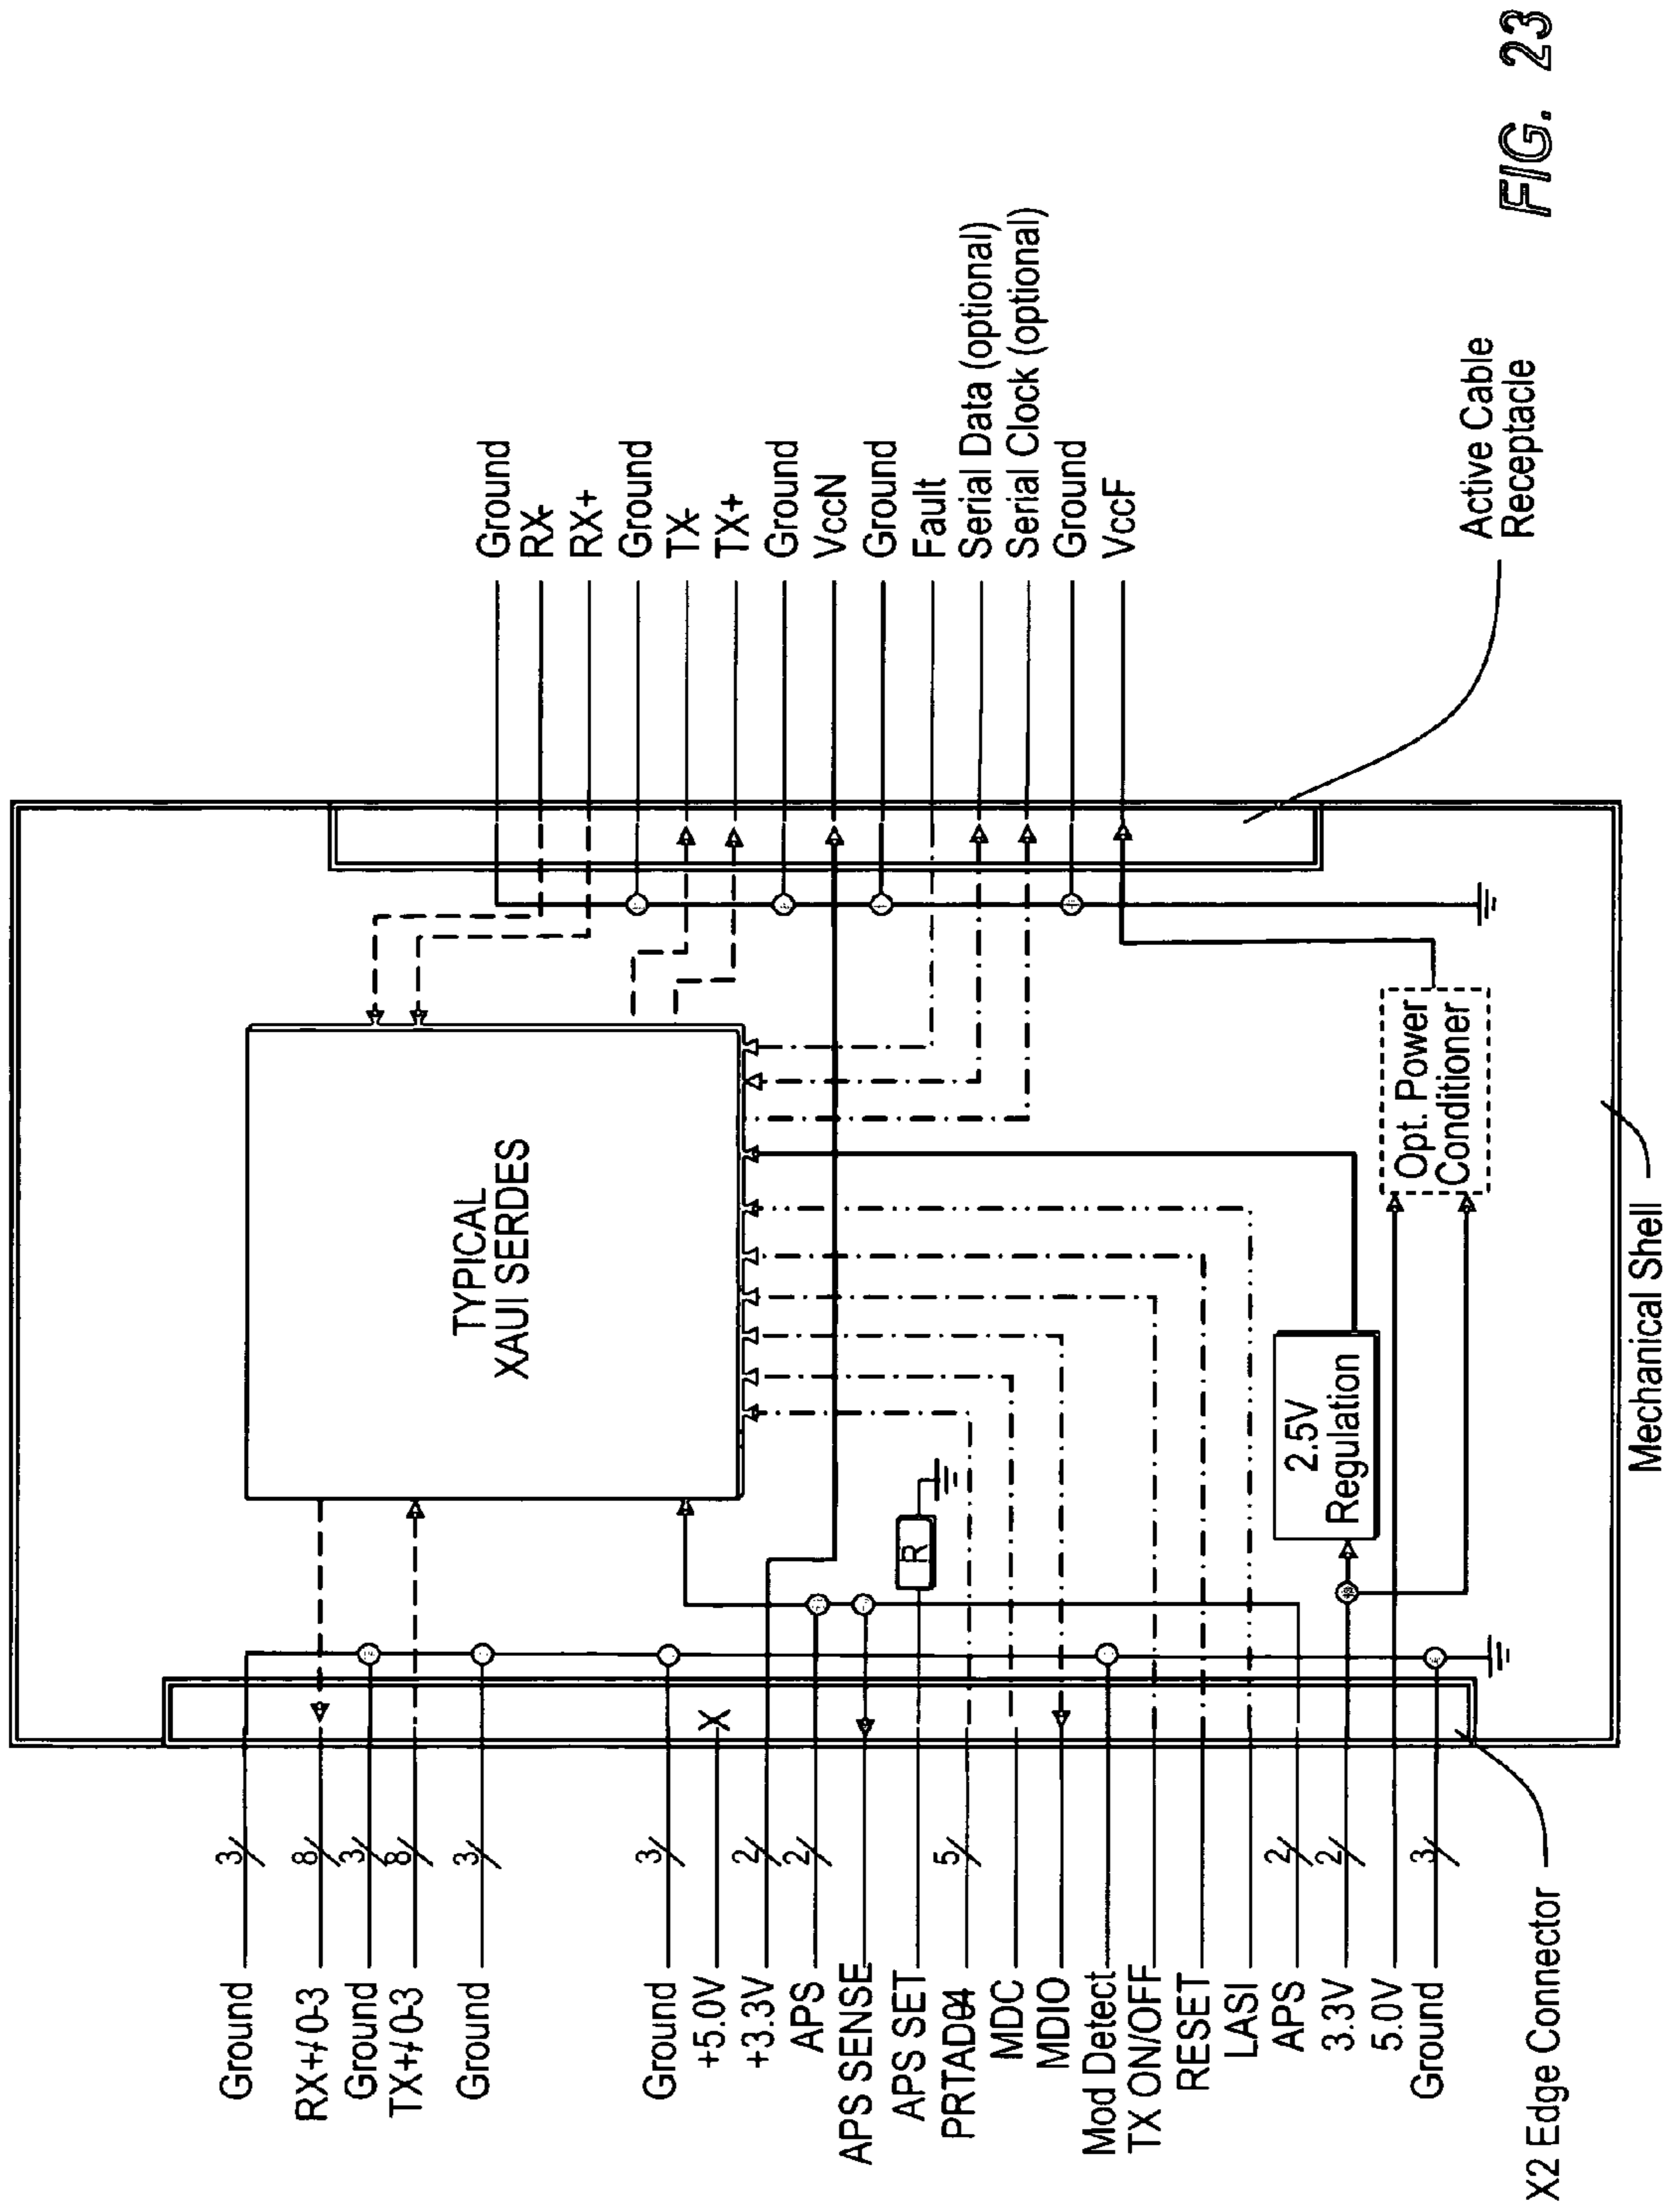 Ground
RX+/ 0-3
Ground
TX+/ 0-3
Ground
Ground
+5.0V
+3.3V
APS
APS SENSE
APS SET
PRTAD04
MDC
MDIO
Mod Detect
TX ON/OFF
RESET
LASI
APS
3.3V
5.0V
Ground
3
8
3
8
3
3
2
2
5
2
2
3
X
X2 Edge Connector
TYPICAL
XAUI SERDES
R
2.5V
Regulation
Opt. Power
Conditioner
Mechanical Shell
Ground
RX-
RX+
Ground
TX-
TX+
Ground
VccN
Ground
Fault
Serial Data (optional)
Serial Clock (optional)
Ground
VccF
Active Cable
Receptacle
FIG. 23